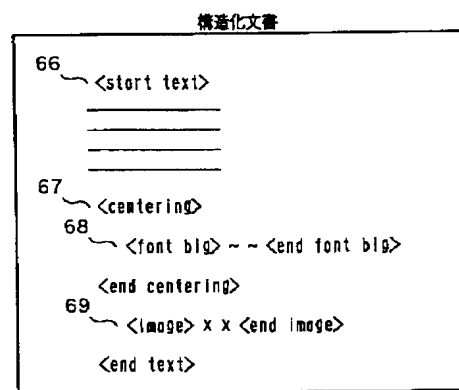 構造化文書
66
<start text>
67
<centering>
68
<font big> ~ ~ <end font big>
<end centering>
69
<image> x x <end image>
<end text>